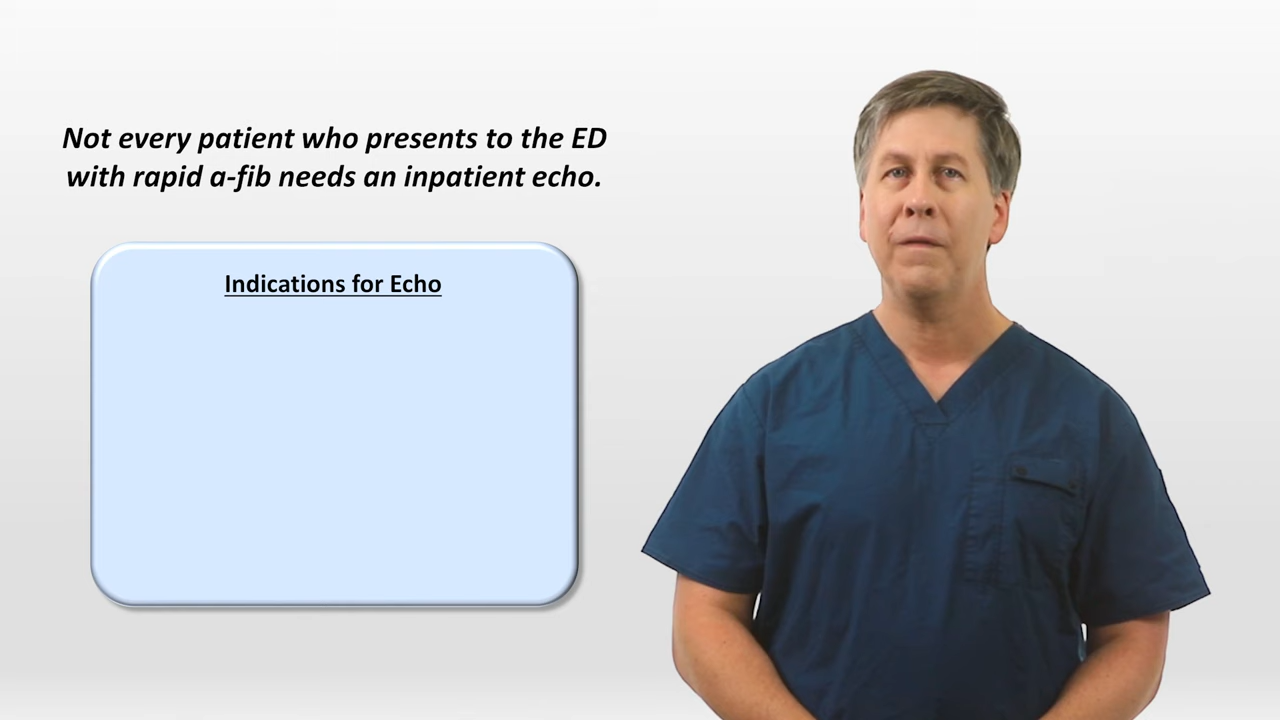 Not every patient who presents to the ED
with rapid a-fib needs an inpatient echo.
Indications for Echo